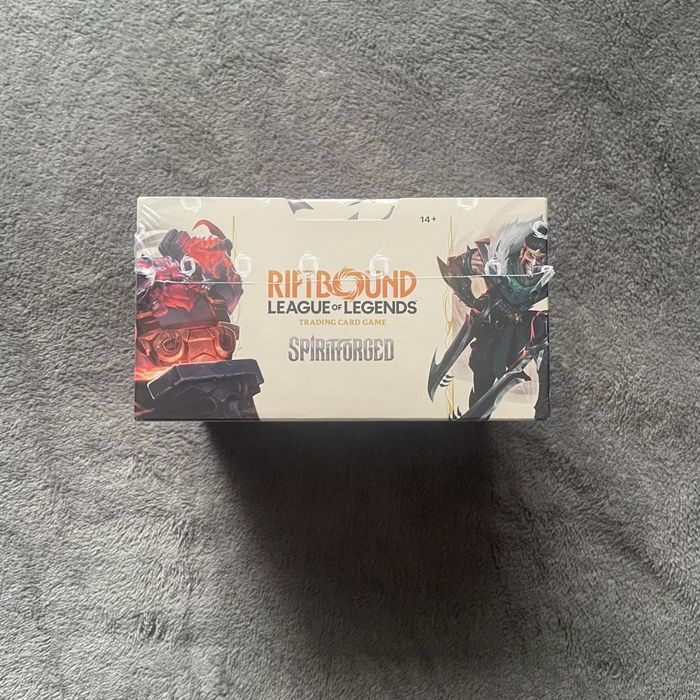 14+
RIFTBOUND
LEAGUE OF LEGENDS
TRADING CARD GAME
SPIRITFORGED